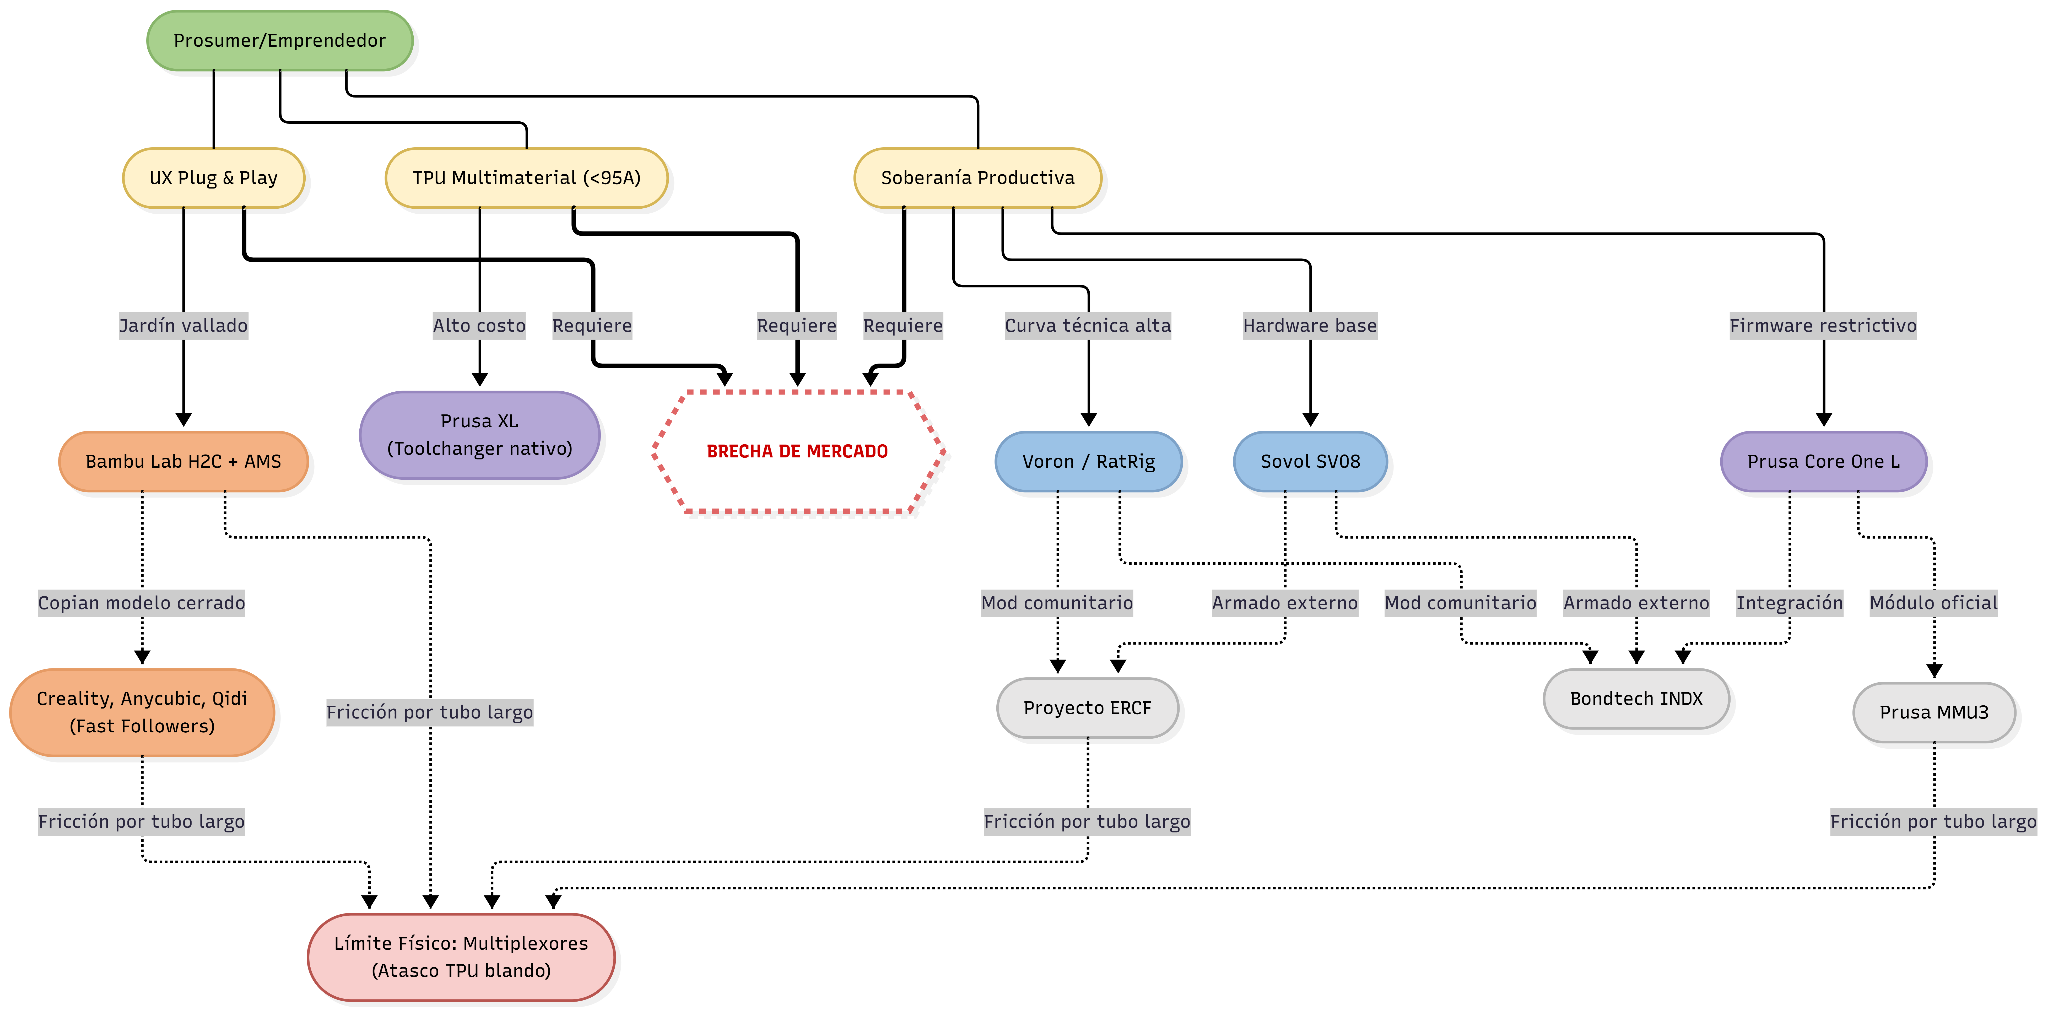 Prosumer/Emprendedor
UX Plug & Play
TPU Multimaterial (<95A)
Soberanía Productiva
Jardín vallado
Alto costo
Requiere
Requiere
Requiere
Curva técnica alta
Hardware base
Firmware restrictivo
Prusa XL
(Toolchanger nativo)
BRECHA DE MERCADO
Bambu Lab H2C + AMS
Voron / RatRig
Sovol SV08
Prusa Core One L
Copian modelo cerrado
Mod comunitario
Armado externo
Mod comunitario
Armado externo
Integración
Módulo oficial
Creality, Anycubic, Qidi
(Fast Followers)
Fricción por tubo largo
Proyecto ERCF
Bondtech INDX
Prusa MMU3
Fricción por tubo largo
Fricción por tubo largo
Fricción por tubo largo
Límite Físico: Multiplexores
(Atasco TPU blando)